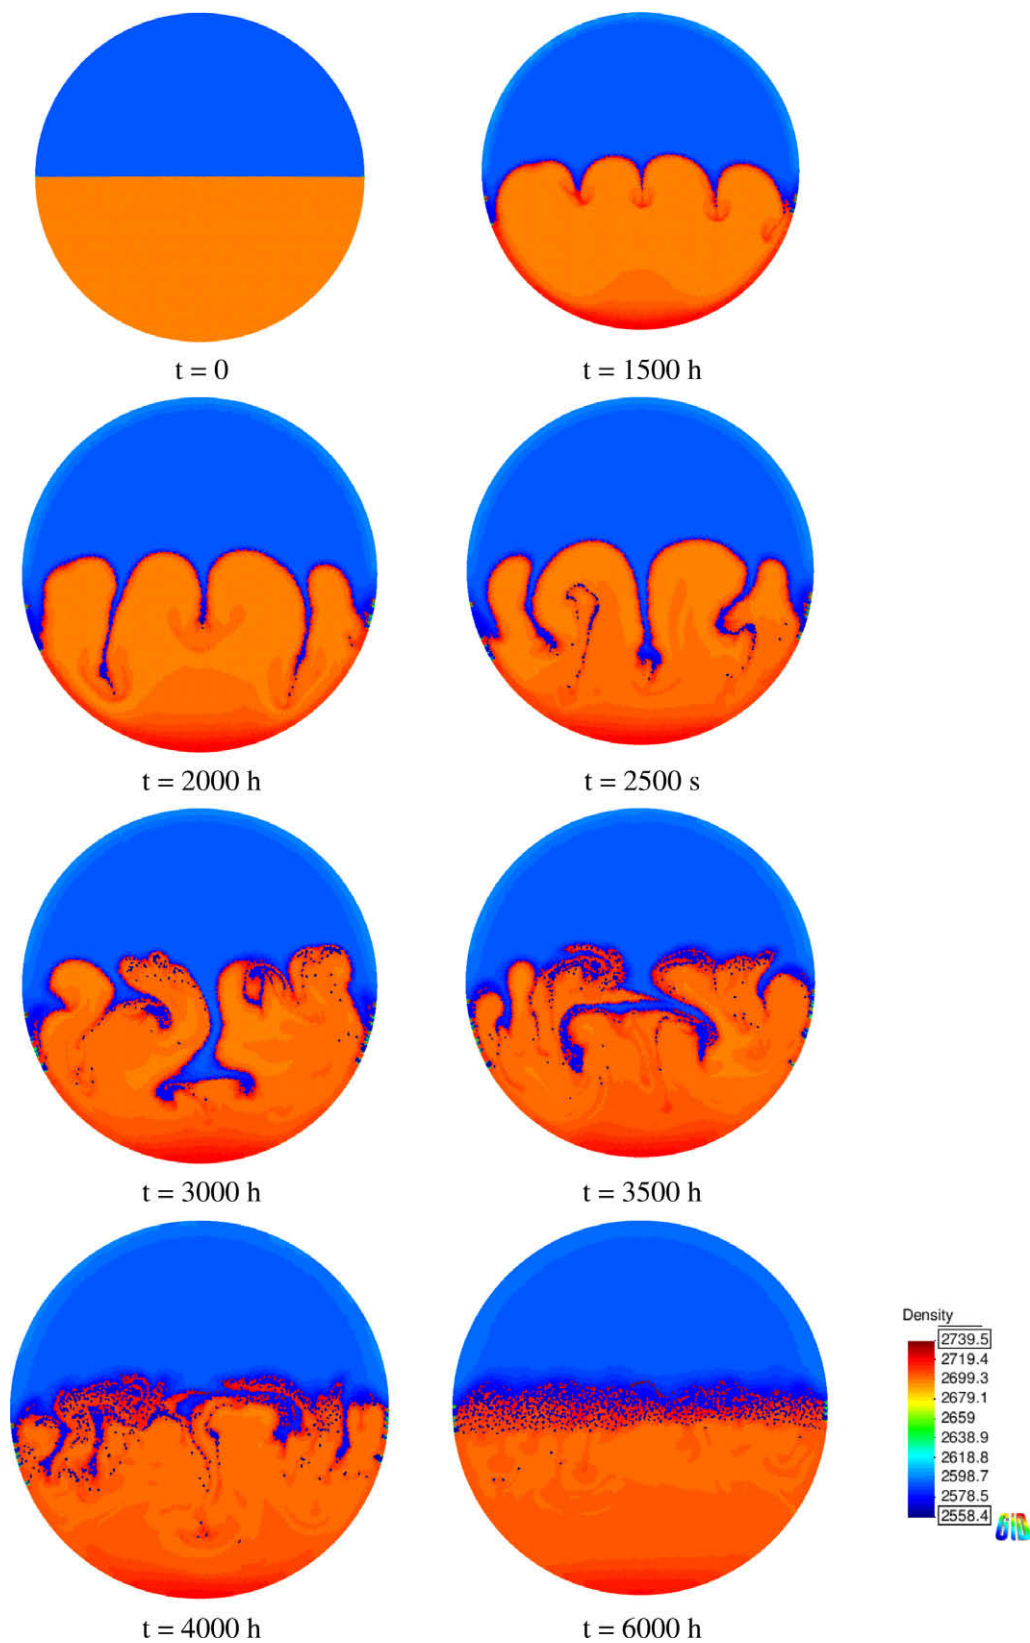 t = 0
t = 1500 h
t = 2000 h
t = 2500 s
t = 3000 h
t = 3500 h
Density
2739.5
2719.4
2699.3
2679.1
2659
2638.9
2618.8
2598.7
2578.5
2558.4
GiD
t = 4000 h
t = 6000 h